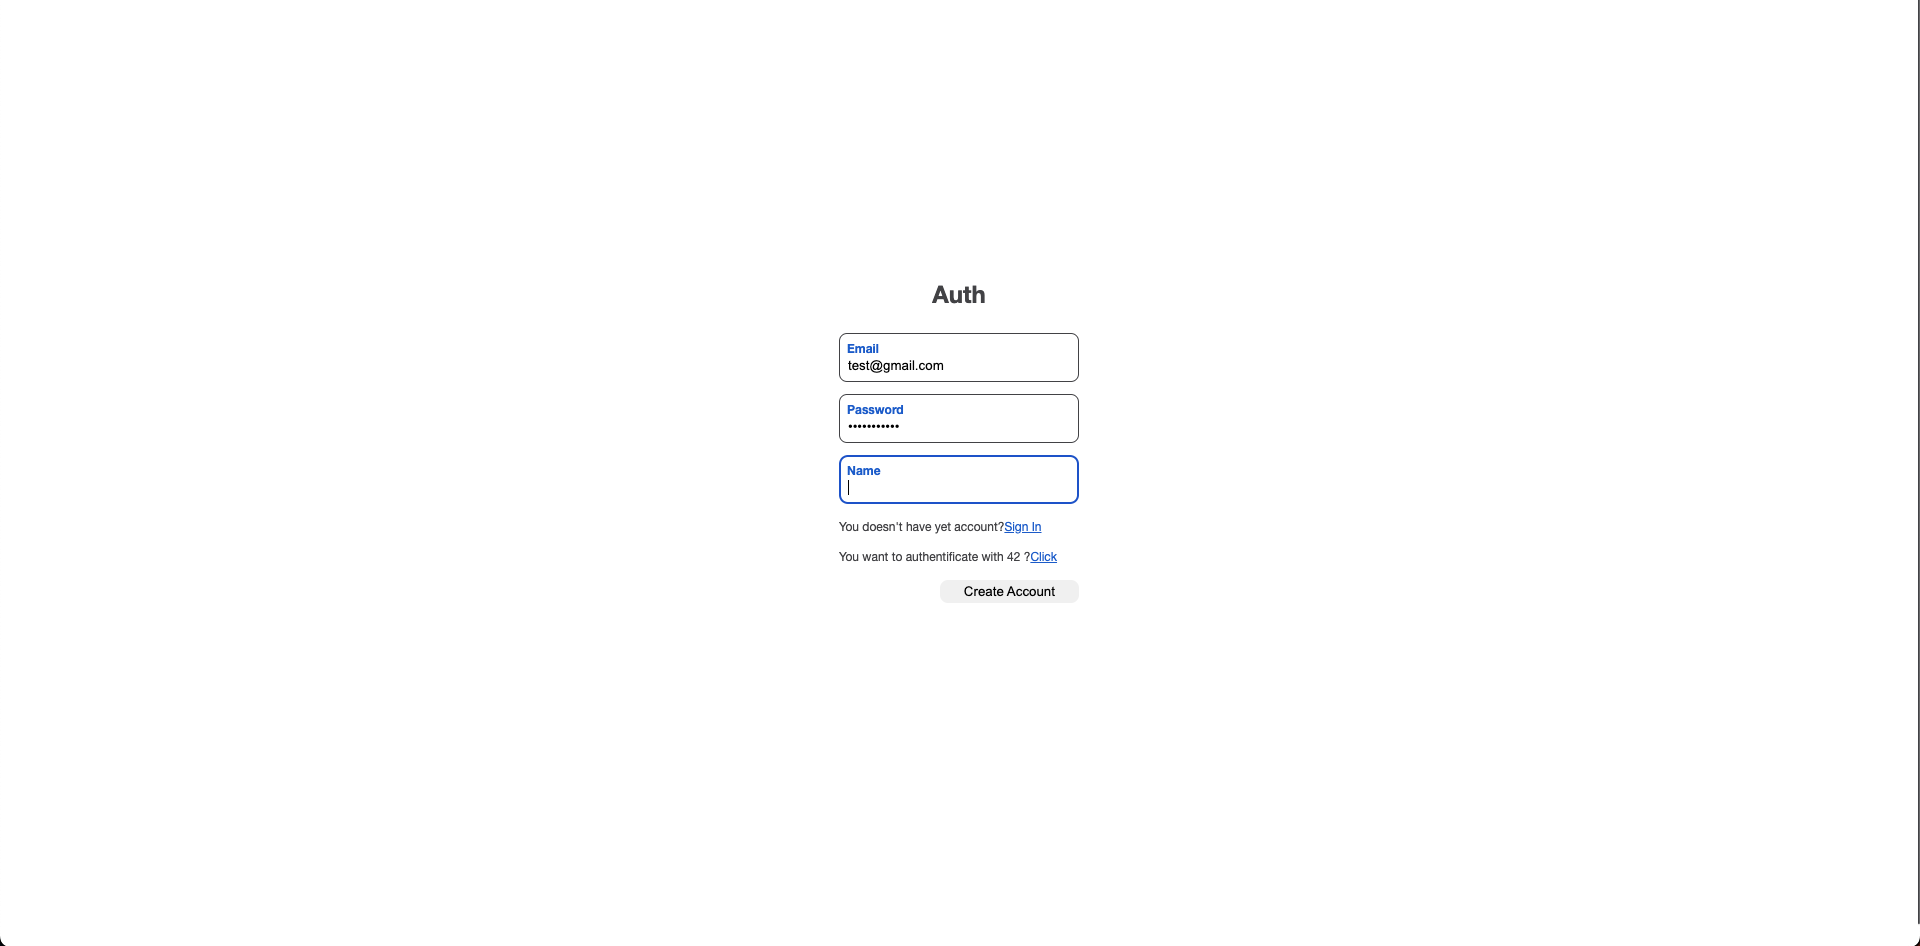 Auth
Email
test@gmail.com
Password
•••••••••••
Name
You doesn't have yet account?Sign In
You want to authentificate with 42 ?Click
Create Account